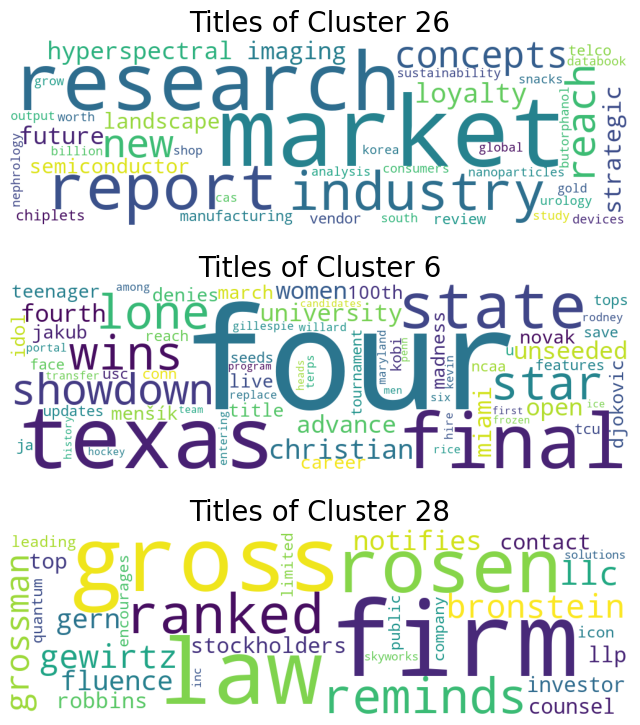 Titles of Cluster 26
hyperspectral imaging concepts telco
databook
research
grow sustainability snacks
loyalty reach
output worth landscape market butorphanol strategic
future new
billion shop korea global
nephrology semiconductor analysis consumers nanoparticles
report industry
cas gold
urology
chiplets manufacturing vendor south review study devices
Titles of Cluster 6
teenager among denies march women 100th state tops
candidates
fourth lone university rodney
gillespie willard
idol jakub wins reach four novak save
portal face seeds terps tournament maryland kobi madness unseeded
transfer usc conn program heads penn ncaa u features
showdown live men six kevin star djokovic
updates menšík replace title miami open
team advance hire first ice
ja history texas entering christian rice final frozen tcu
hockey career
Titles of Cluster 28
leading gross limited notifies contact
top rosen solutions
quantum encourages llc
grossman gern ranked public company bronstein
firm icon
gewirtz law stockholders llp
skyworks
fluence inc investor
robbins reminds counsel